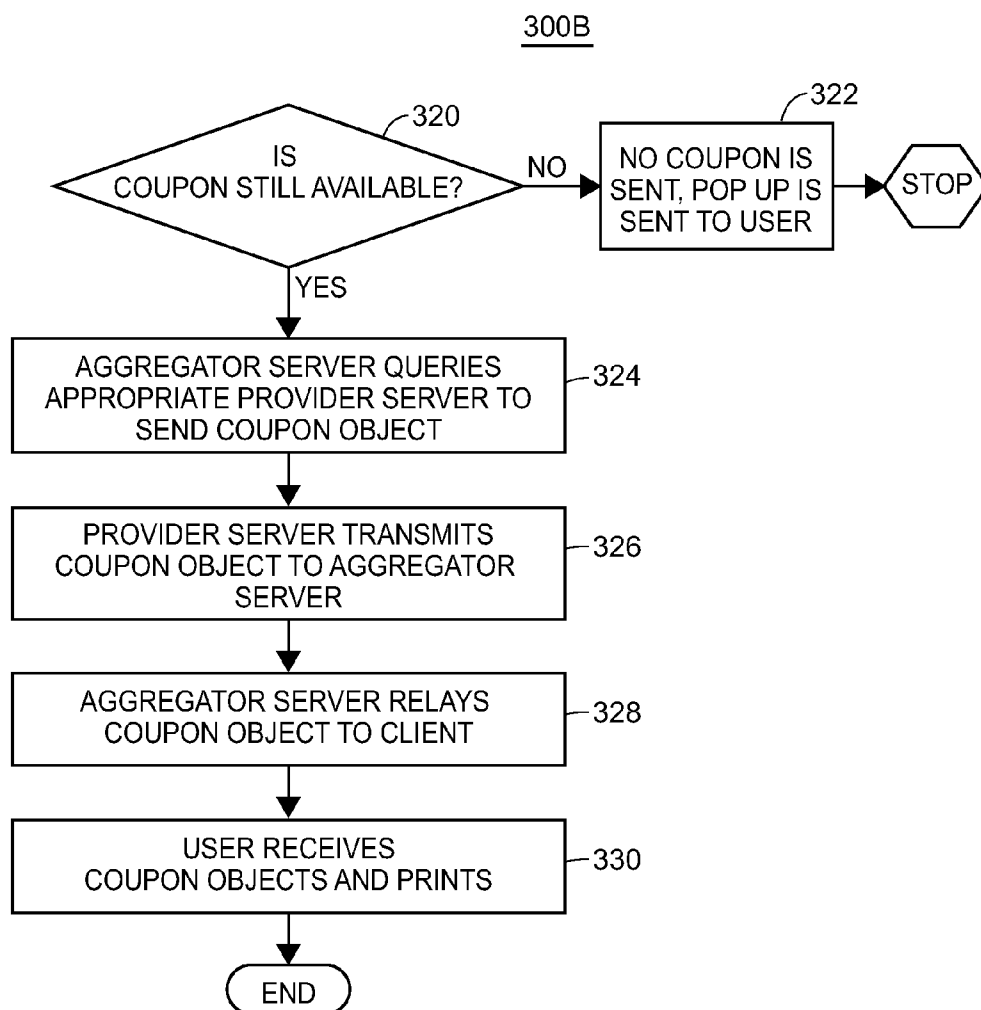 300B
320
IS
COUPON STILL AVAILABLE?
NO
322
NO COUPON IS
SENT, POP UP IS
SENT TO USER
STOP
YES
AGGREGATOR SERVER QUERIES
APPROPRIATE PROVIDER SERVER TO
SEND COUPON OBJECT
324
PROVIDER SERVER TRANSMITS
COUPON OBJECT TO AGGREGATOR
SERVER
326
AGGREGATOR SERVER RELAYS
COUPON OBJECT TO CLIENT
328
USER RECEIVES
COUPON OBJECTS AND PRINTS
330
END